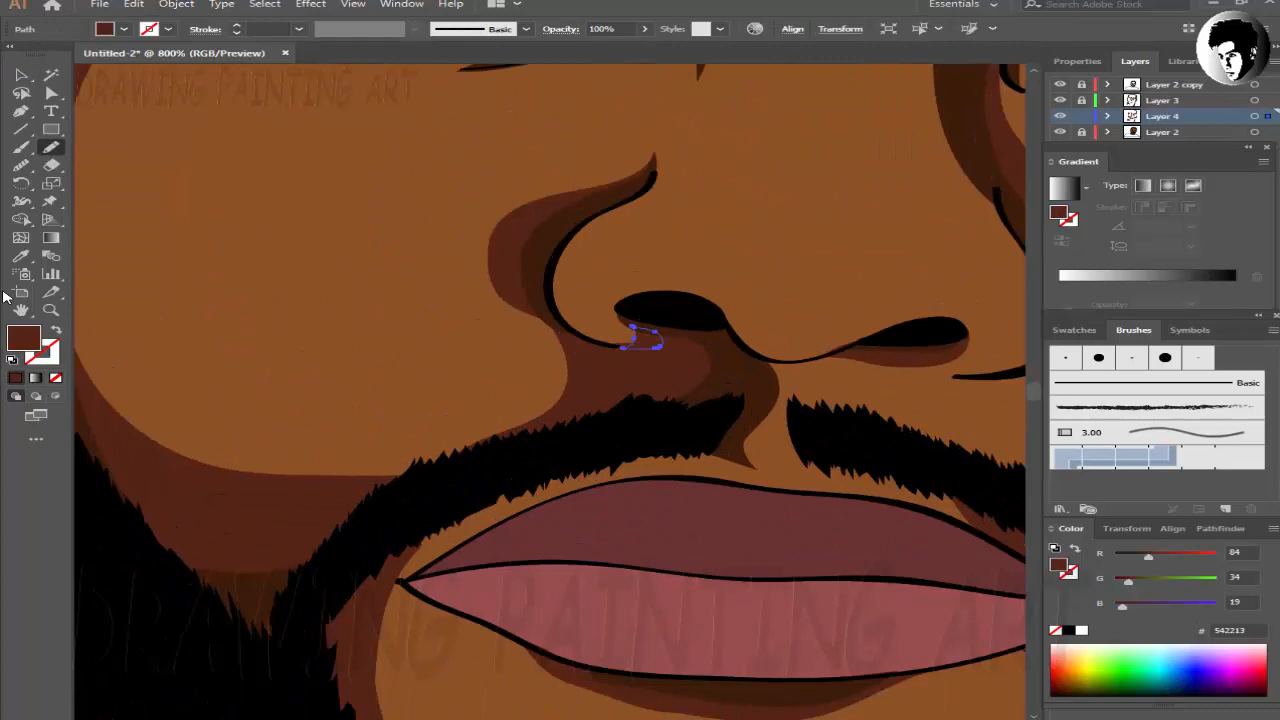 Ai File Edit Object Type Select Effect View Window Help Essentials Search Adobe Stock
Path Stroke: Basic Opacity: 100% Style: Align Transform
Untitled-2* @ 800% (RGB/Preview)
DRAWING PAINTING ART
Properties Layers
Layer 2 copy
Layer 3
Layer 4
Layer 2
Gradient
Type:
Stroke:
Opacity:
Swatches Brushes Symbols
Basic
3.00
Color Transform Align Pathfinder
R 84
G 34
B 19
# 542213
DRAWING PAINTING ART